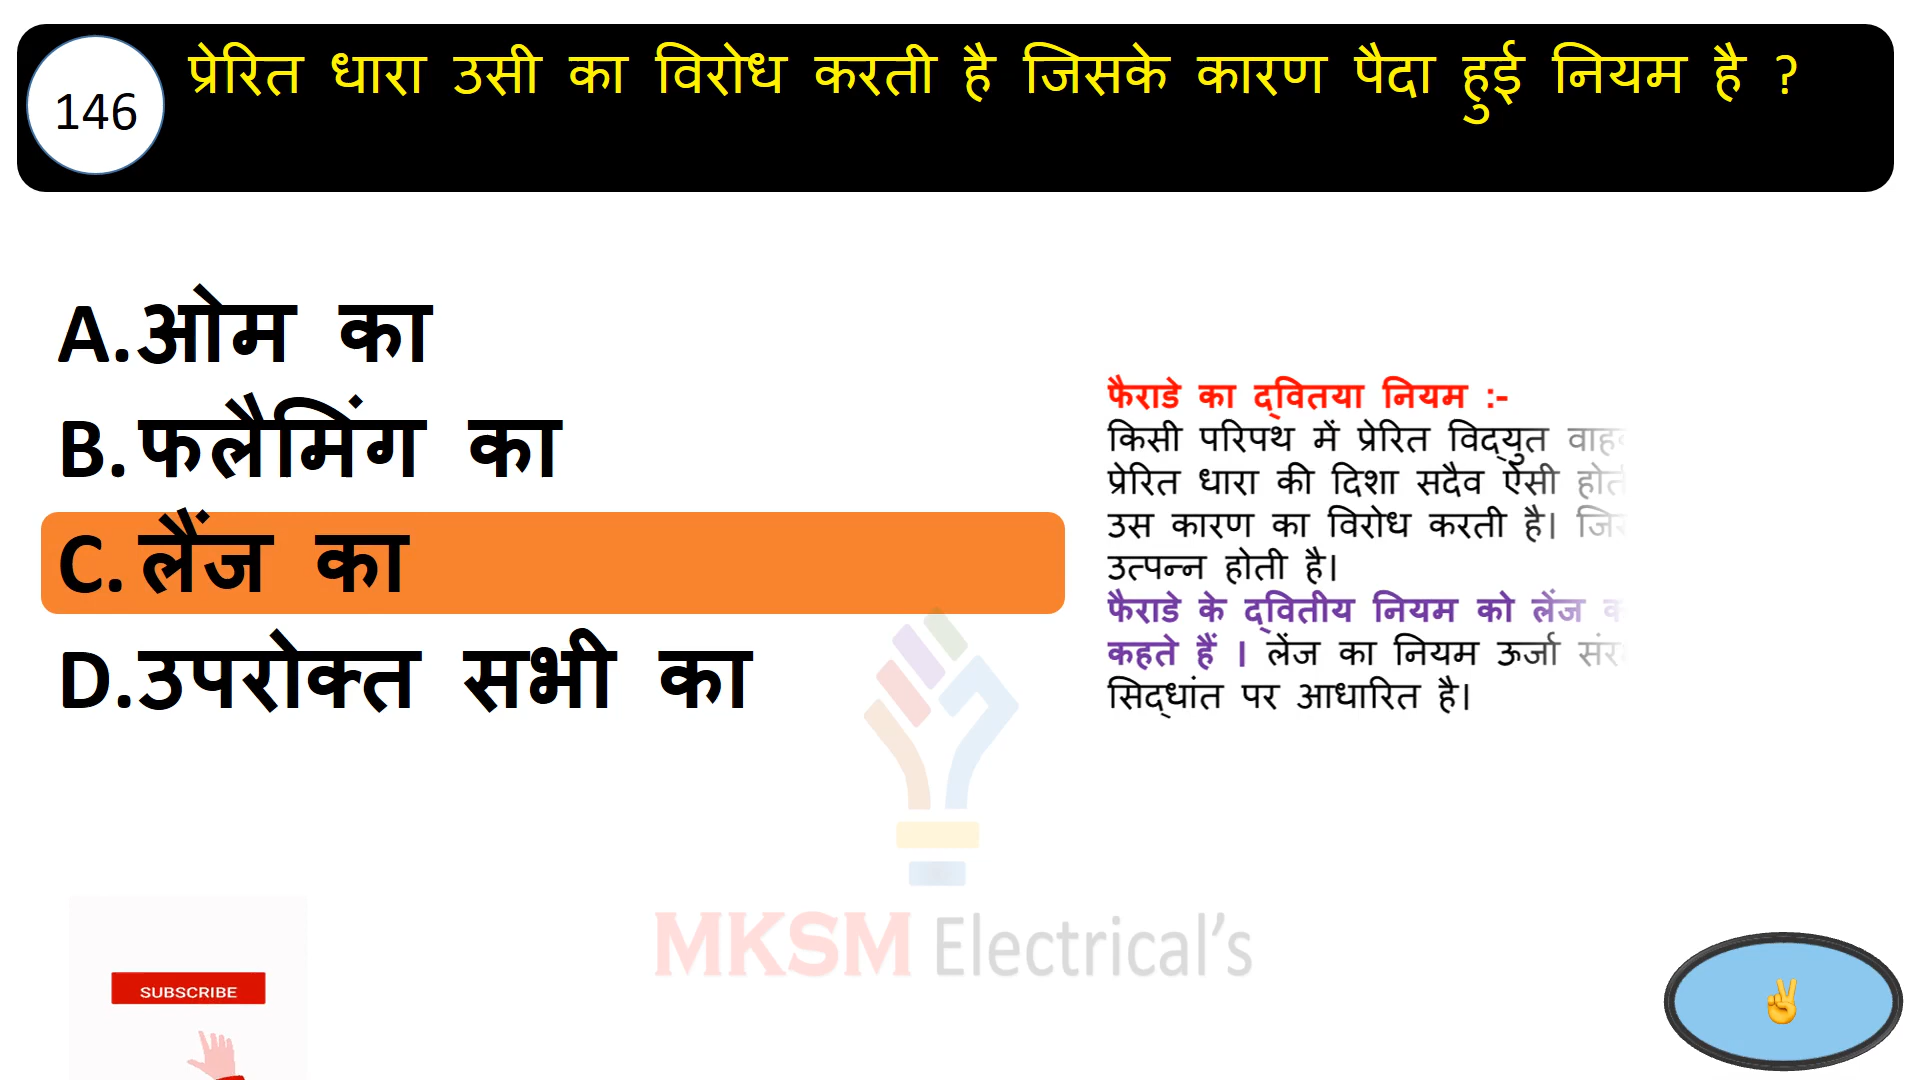 146
प्रेरित धारा उसी का विरोध करती है जिसके कारण पैदा हुई नियम है ?
A.ओम का
B.फलैमिंग का
C.लैंज का
D.उपरोक्त सभी का
फैराडे का द्वितया नियम :-
किसी परिपथ में प्रेरित विद्युत
प्रेरित धारा की दिशा सदैव ऐसी
उस कारण का विरोध करती है।
उत्पन्न होती है।
फैराडे के द्वितीय नियम को लेंज
कहते हैं । लेंज का नियम ऊर्जा
सिद्धांत पर आधारित है।
MKSM Electrical’s
SUBSCRIBE